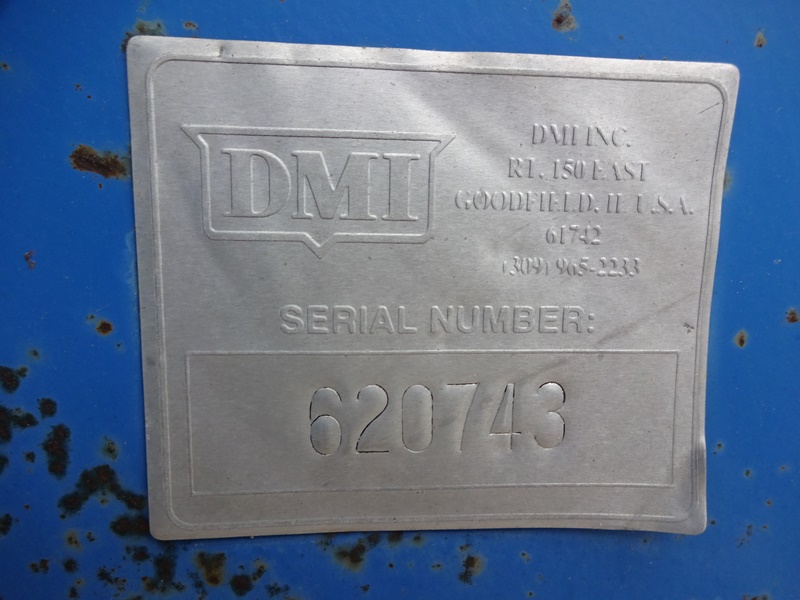 DMI
DMI INC.
RT. 150 EAST
GOODFIELD, IL U.S.A.
61742
(309) 965-2233
SERIAL NUMBER:
620743